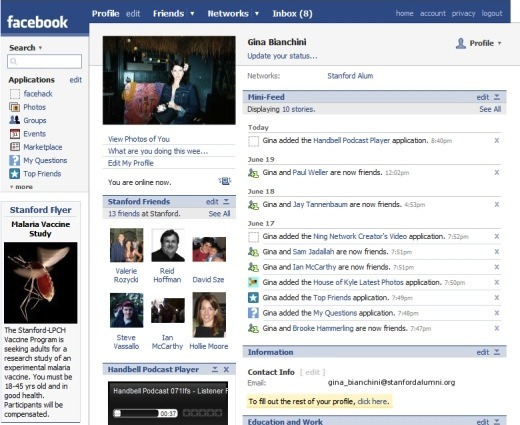 facebook
Profile edit Friends Networks Inbox (8) home account privacy logout
Search
Applications edit
facehack
Photos
Groups
Events
Marketplace
My Questions
Top Friends
more
Stanford Flyer
Malaria Vaccine
Study
The Stanford-LPCH
Vaccine Program is
seeking adults for a
research study of an
experimental malaria
vaccine. You must be
18-45 yrs old and in
good health.
Participants will be
compensated.
View Photos of You
What are you doing this wee...
Edit My Profile
You are online now.
Stanford Friends edit
13 friends at Stanford. See All
Valerie
Rozycki
Reid
Hoffman
David Sze
Steve
Vassallo
Ian
McCarthy
Hollie Moore
Handbell Podcast Player X
Handbell Podcast 071lfs - Listener F
00:37
Gina Bianchini
Update your status...
Profile
Networks: Stanford Alum
Mini-Feed edit X
Displaying 10 stories. See All
Today
Gina added the Handbell Podcast Player application. 8:40pm X
June 19
Gina and Paul Weller are now friends. 12:02pm X
June 18
Gina and Jay Tannenbaum are now friends. 4:53pm X
June 17
Gina added the Ning Network Creator's Video application. 7:52pm X
Gina and Sam Jadallah are now friends. 7:51pm X
Gina and Ian McCarthy are now friends. 7:51pm X
Gina added the House of Kyle Latest Photos application. 7:50pm X
Gina added the Top Friends application. 7:49pm X
Gina added the My Questions application. 7:48pm X
Gina and Brooke Hammerling are now friends. 7:47pm X
Information edit
Contact Info [ edit ]
Email: gina_bianchini@stanfordalumni.org
To fill out the rest of your profile, click here.
Education and Work edit